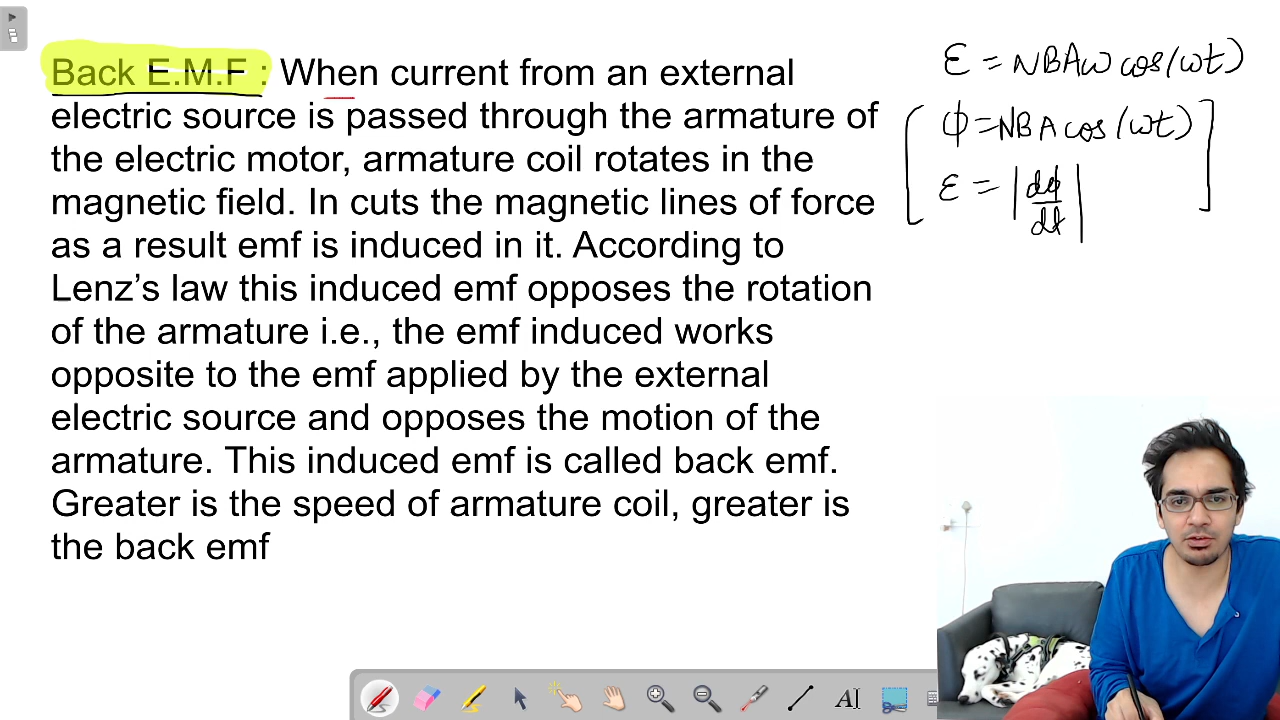 Back E.M.F : When current from an external
electric source is passed through the armature of
the electric motor, armature coil rotates in the
magnetic field. In cuts the magnetic lines of force
as a result emf is induced in it. According to
Lenz’s law this induced emf opposes the rotation
of the armature i.e., the emf induced works
opposite to the emf applied by the external
electric source and opposes the motion of the
armature. This induced emf is called back emf.
Greater is the speed of armature coil, greater is
the back emf
ε = NBAω cos(ωt)
ϕ = NBA cos(ωt)
ε = |dϕ/dt|
AI